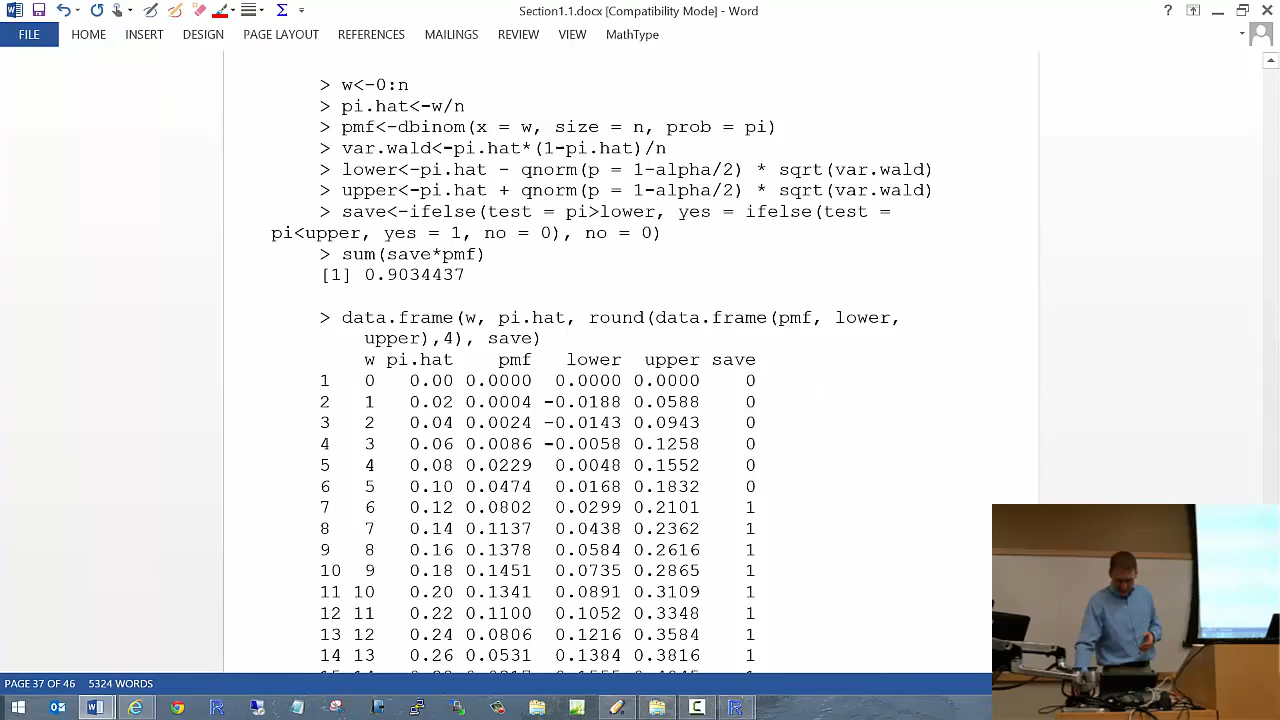 Section1.1.docx [Compatibility Mode] - Word
?
FILE HOME INSERT DESIGN PAGE LAYOUT REFERENCES MAILINGS REVIEW VIEW MathType
> w<-0:n
> pi.hat<-w/n
> pmf<-dbinom(x = w, size = n, prob = pi)
> var.wald<-pi.hat*(1-pi.hat)/n
> lower<-pi.hat - qnorm(p = 1-alpha/2) * sqrt(var.wald)
> upper<-pi.hat + qnorm(p = 1-alpha/2) * sqrt(var.wald)
> save<-ifelse(test = pi>lower, yes = ifelse(test =
pi<upper, yes = 1, no = 0), no = 0)
> sum(save*pmf)
[1] 0.9034437
> data.frame(w, pi.hat, round(data.frame(pmf, lower,
upper),4), save)
w pi.hat pmf lower upper save
1 0 0.00 0.0000 0.0000 0.0000 0
2 1 0.02 0.0004 -0.0188 0.0588 0
3 2 0.04 0.0024 -0.0143 0.0943 0
4 3 0.06 0.0086 -0.0058 0.1258 0
5 4 0.08 0.0229 0.0048 0.1552 0
6 5 0.10 0.0474 0.0168 0.1832 0
7 6 0.12 0.0802 0.0299 0.2101 1
8 7 0.14 0.1137 0.0438 0.2362 1
9 8 0.16 0.1378 0.0584 0.2616 1
10 9 0.18 0.1451 0.0735 0.2865 1
11 10 0.20 0.1341 0.0891 0.3109 1
12 11 0.22 0.1100 0.1052 0.3348 1
13 12 0.24 0.0806 0.1216 0.3584 1
14 13 0.26 0.0531 0.1384 0.3816 1
PAGE 37 OF 46 5324 WORDS